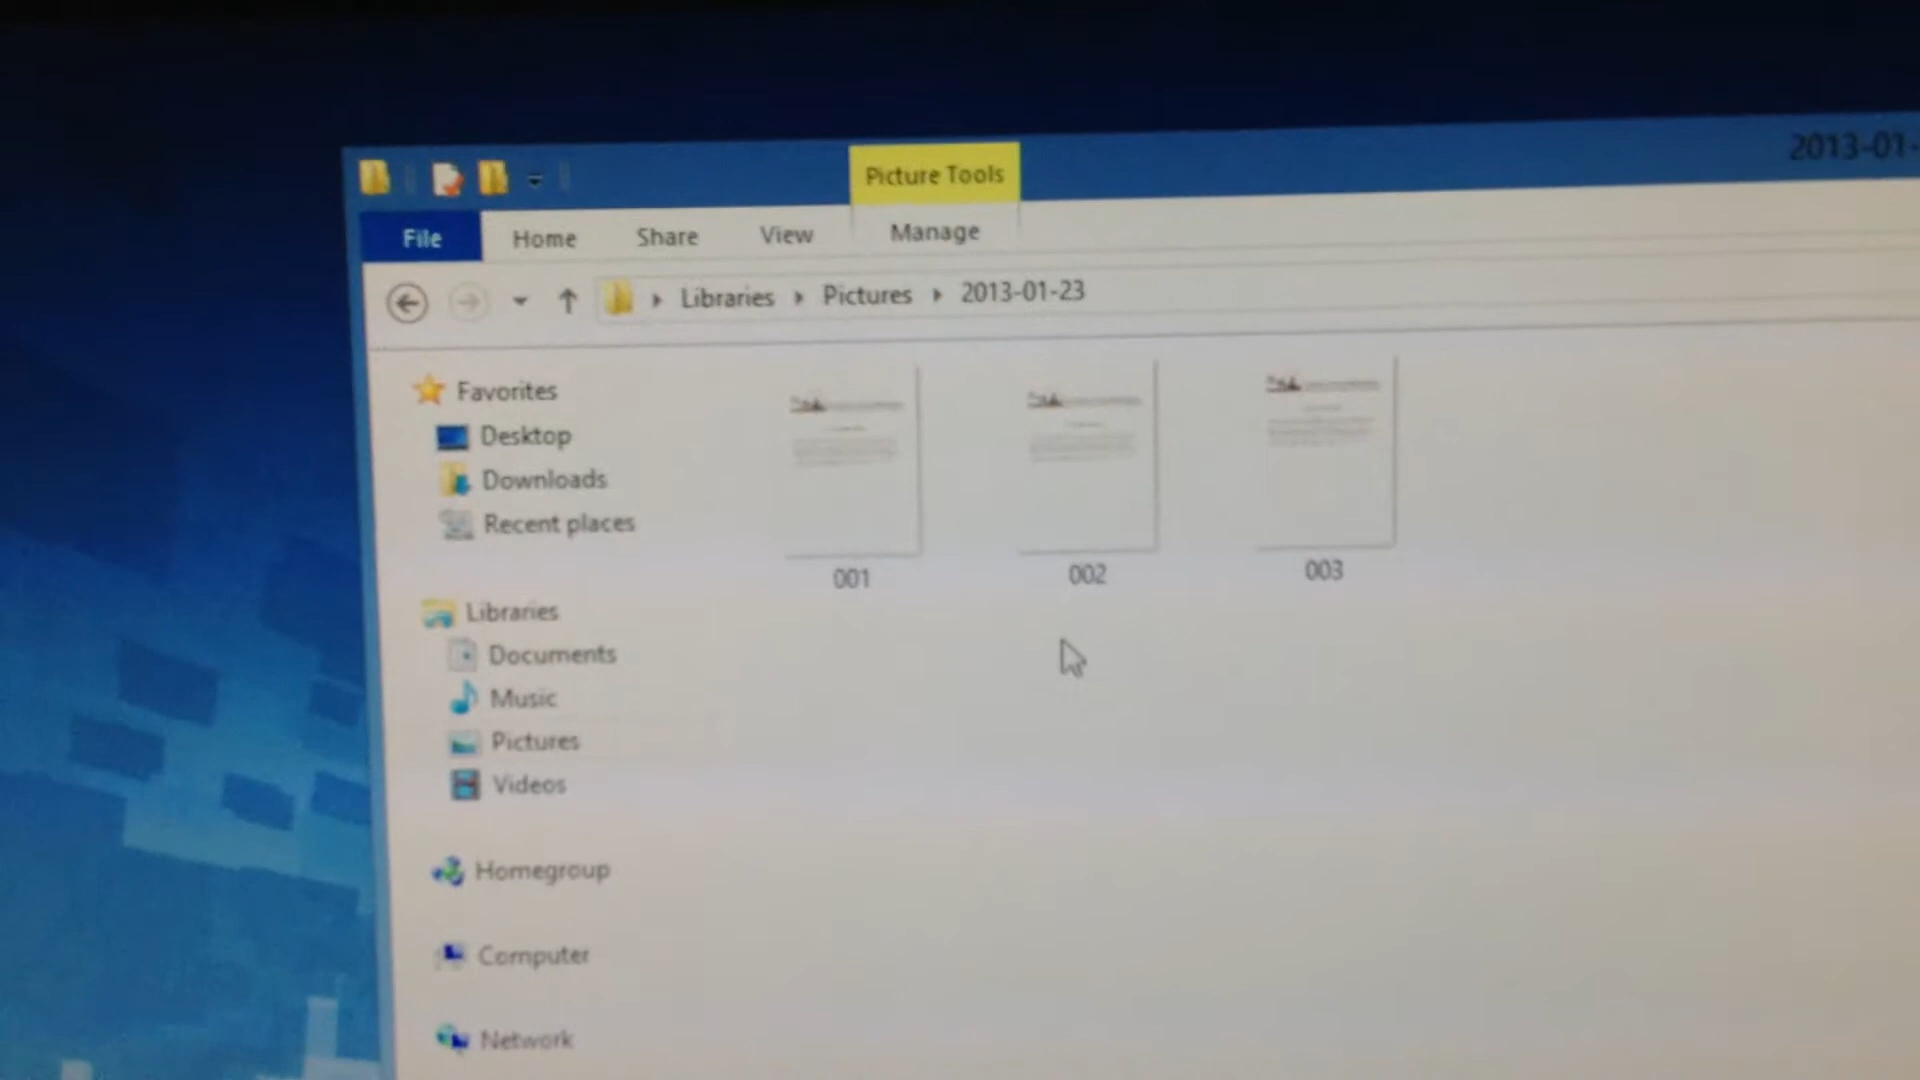 Picture Tools
2013-01-
File Home Share View Manage
Libraries Pictures 2013-01-23
Favorites
Desktop
Downloads
Recent places
Libraries
Documents
Music
Pictures
Videos
Homegroup
Computer
Network
001 002 003